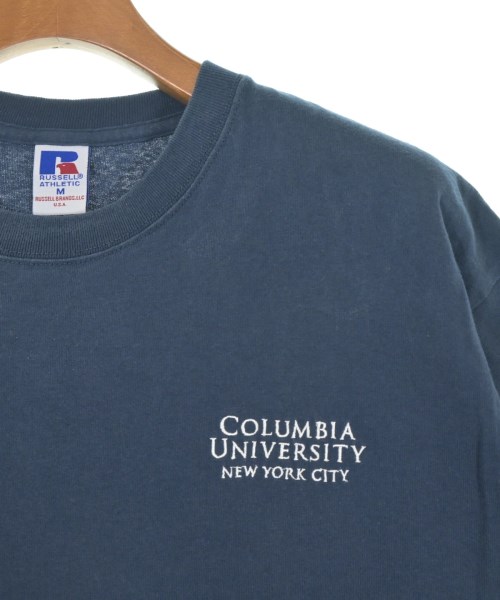 R
RUSSELL®
ATHLETIC
M
RUSSELL BRANDS, LLC
U.S.A.
COLUMBIA
UNIVERSITY
NEW YORK CITY